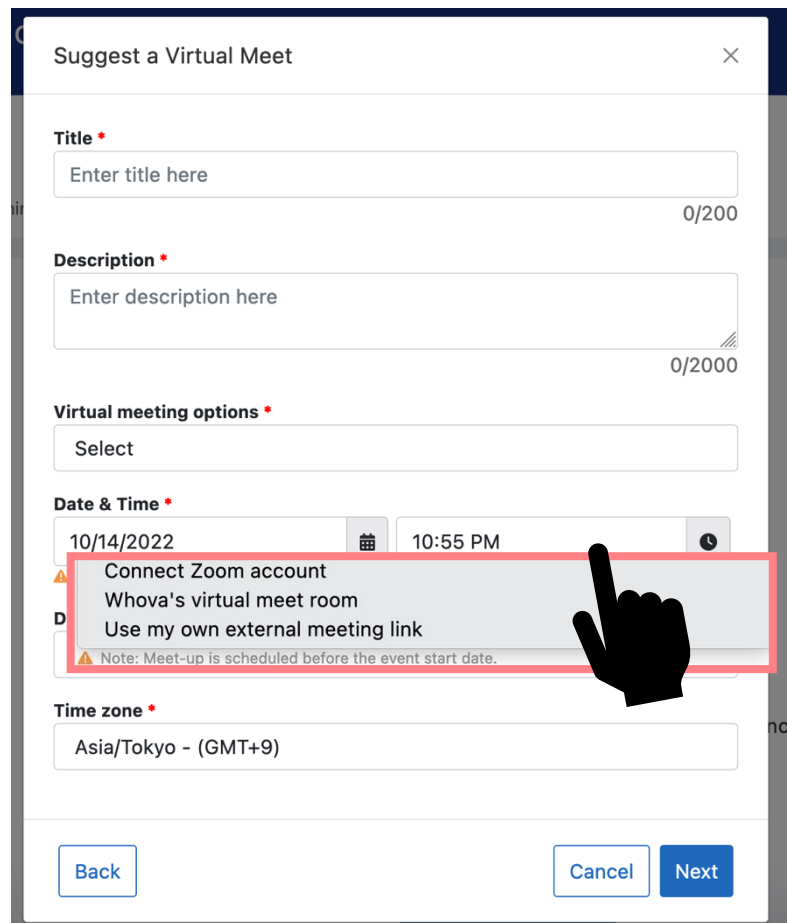 Suggest a Virtual Meet
Title *
Enter title here
0/200
Description *
Enter description here
0/2000
Virtual meeting options *
Select
Date & Time *
10/14/2022 10:55 PM
Connect Zoom account
Whova's virtual meet room
D
Use my own external meeting link
Note: Meet-up is scheduled before the event start date.
Time zone *
Asia/Tokyo - (GMT+9)
Back Cancel Next